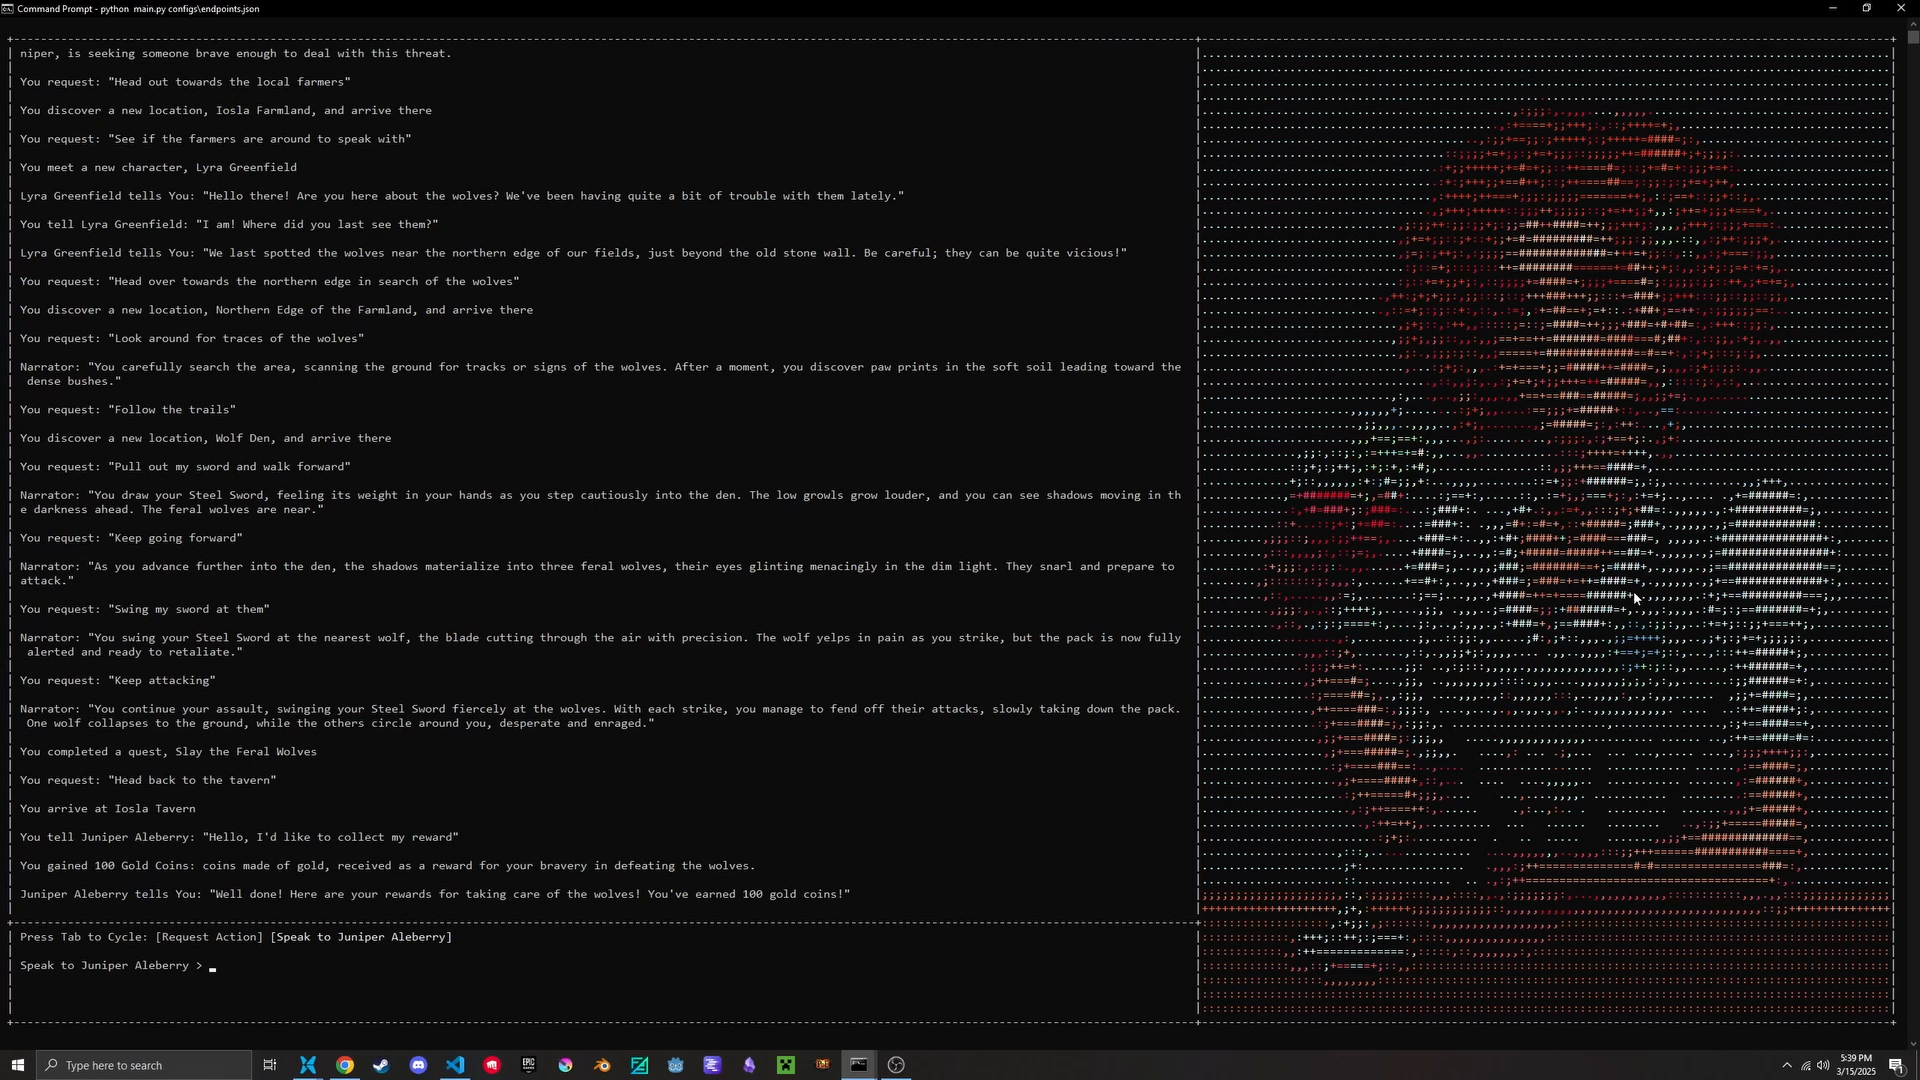 Command Prompt - python main.py configs\endpoints.json
niper, is seeking someone brave enough to deal with this threat.
You request: "Head out towards the local farmers"
You discover a new location, Iosla Farmland, and arrive there
You request: "See if the farmers are around to speak with"
You meet a new character, Lyra Greenfield
Lyra Greenfield tells You: "Hello there! Are you here about the wolves? We've been having quite a bit of trouble with them lately."
You tell Lyra Greenfield: "I am! Where did you last see them?"
Lyra Greenfield tells You: "We last spotted the wolves near the northern edge of our fields, just beyond the old stone wall. Be careful; they can be quite vicious!"
You request: "Head over towards the northern edge in search of the wolves"
You discover a new location, Northern Edge of the Farmland, and arrive there
You request: "Look around for traces of the wolves"
Narrator: "You carefully search the area, scanning the ground for tracks or signs of the wolves. After a moment, you discover paw prints in the soft soil leading toward the
dense bushes."
You request: "Follow the trails"
You discover a new location, Wolf Den, and arrive there
You request: "Pull out my sword and walk forward"
Narrator: "You draw your Steel Sword, feeling its weight in your hands as you step cautiously into the den. The low growls grow louder, and you can see shadows moving in th
e darkness ahead. The feral wolves are near."
You request: "Keep going forward"
Narrator: "As you advance further into the den, the shadows materialize into three feral wolves, their eyes glinting menacingly in the dim light. They snarl and prepare to
attack."
You request: "Swing my sword at them"
Narrator: "You swing your Steel Sword at the nearest wolf, the blade cutting through the air with precision. The wolf yelps in pain as you strike, but the pack is now fully
alerted and ready to retaliate."
You request: "Keep attacking"
Narrator: "You continue your assault, swinging your Steel Sword fiercely at the wolves. With each strike, you manage to fend off their attacks, slowly taking down the pack.
One wolf collapses to the ground, while the others circle around you, desperate and enraged."
You completed a quest, Slay the Feral Wolves
You request: "Head back to the tavern"
You arrive at Iosla Tavern
You tell Juniper Aleberry: "Hello, I'd like to collect my reward"
You gained 100 Gold Coins: coins made of gold, received as a reward for your bravery in defeating the wolves.
Juniper Aleberry tells You: "Well done! Here are your rewards for taking care of the wolves! You've earned 100 gold coins!"
Press Tab to Cycle: [Request Action] [Speak to Juniper Aleberry]
Speak to Juniper Aleberry > _
Type here to search
EPIC
5:39 PM
3/15/2025